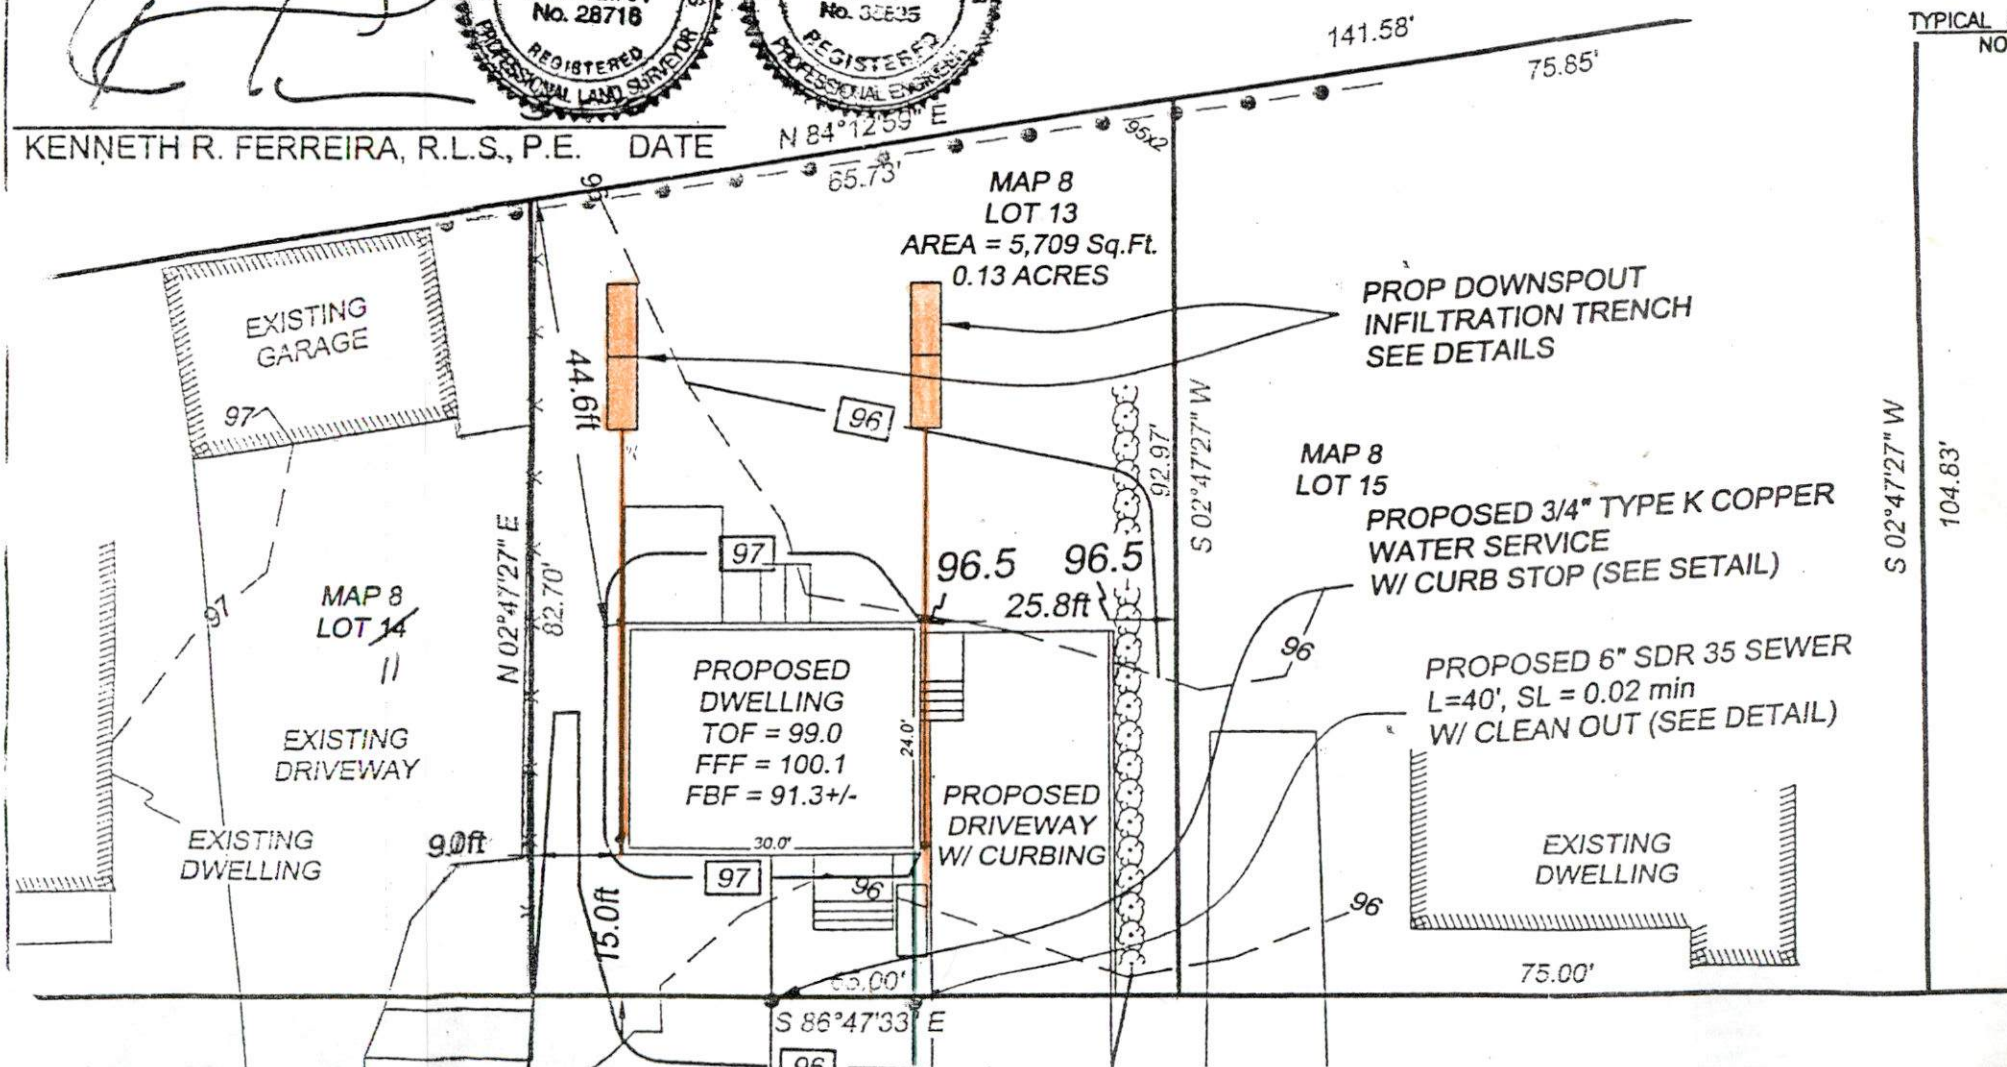 No. 28718
REGISTERED
PROFESSIONAL LAND SURVEYOR
REGISTERED
PROFESSIONAL ENGINEER
KENNETH R. FERREIRA, R.L.S., P.E. DATE
TYPICAL
NO
141.58'
75.85'
N 84°12'59" E
65.73'
96
95x2
MAP 8
LOT 13
AREA = 5,709 Sq.Ft.
0.13 ACRES
EXISTING
GARAGE
97
44.6ft
96
PROP DOWNSPOUT
INFILTRATION TRENCH
SEE DETAILS
92.97'
S 02°47'27" W
S 02°47'27" W
104.83'
MAP 8
LOT 15
PROPOSED 3/4" TYPE K COPPER
WATER SERVICE
W/ CURB STOP (SEE SETAIL)
N 02°47'27" E
82.70'
97
96.5
96.5
25.8ft
97
MAP 8
LOT 14
11
96
PROPOSED 6" SDR 35 SEWER
L=40', SL = 0.02 min
W/ CLEAN OUT (SEE DETAIL)
PROPOSED
DWELLING
TOF = 99.0
FFF = 100.1
FBF = 91.3+/-
24.0'
30.0'
EXISTING
DRIVEWAY
PROPOSED
DRIVEWAY
W/ CURBING
EXISTING
DWELLING
9.0ft
EXISTING
DWELLING
97
96
96
15.0ft
65.00'
75.00'
S 86°47'33" E
96